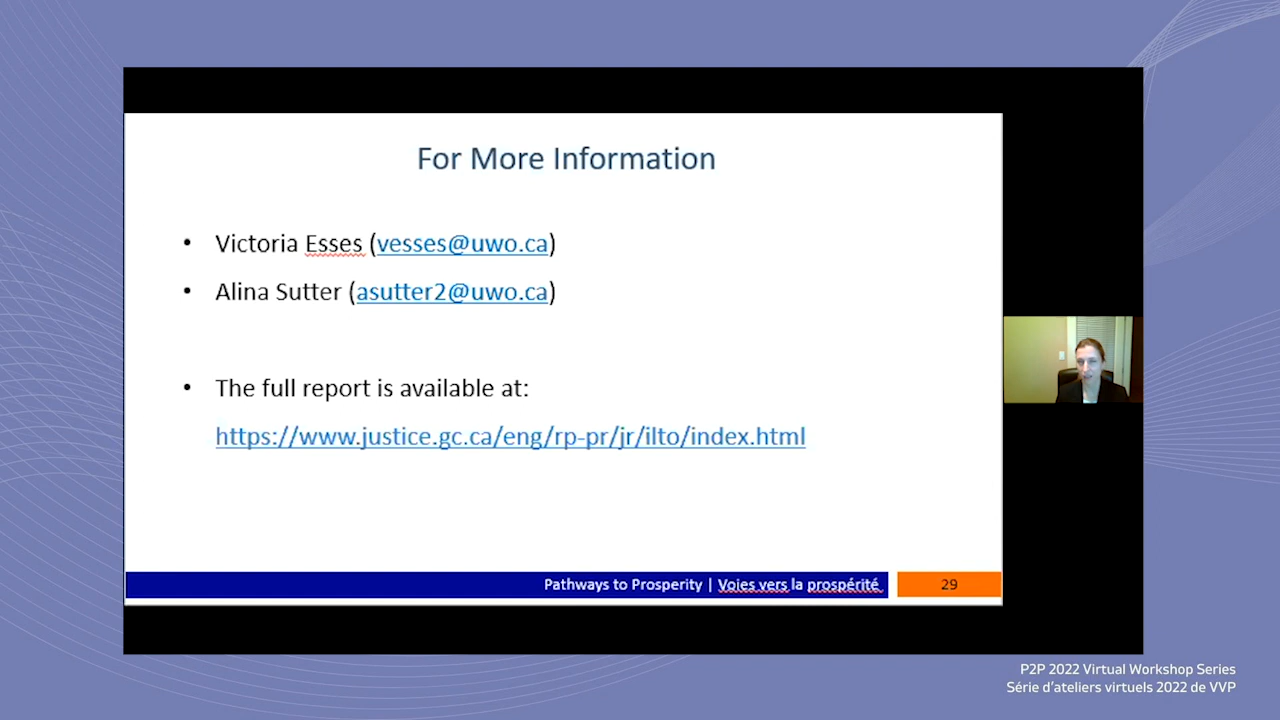 For More Information
• Victoria Esses (vesses@uwo.ca)
• Alina Sutter (asutter2@uwo.ca)
• The full report is available at:
https://www.justice.gc.ca/eng/rp-pr/jr/ilto/index.html
Pathways to Prosperity | Voies vers la prospérité
29
P2P 2022 Virtual Workshop Series
Série d'ateliers virtuels 2022 de VVP